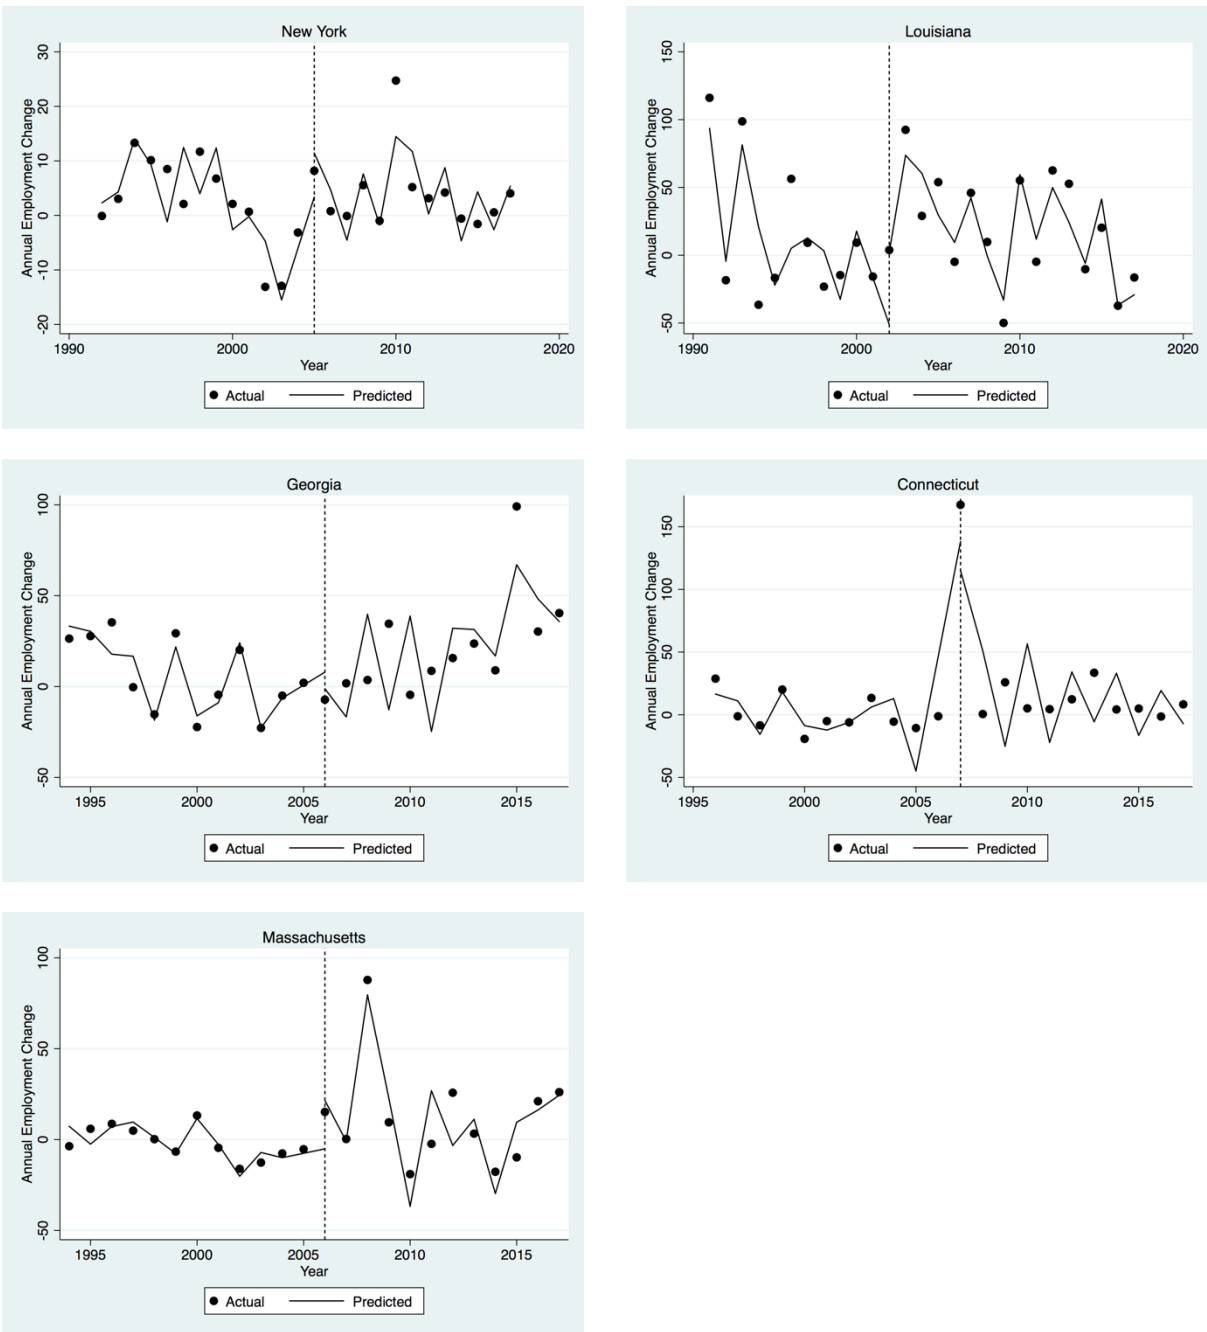 New York
Annual Employment Change
30
20
10
0
-10
-20
1990
2000
2010
2020
Year
Actual
Predicted
Louisiana
Annual Employment Change
150
100
50
0
-50
1990
2000
2010
2020
Year
Actual
Predicted
Georgia
Annual Employment Change
100
50
0
-50
1995
2000
2005
2010
2015
Year
Actual
Predicted
Connecticut
Annual Employment Change
150
100
50
0
-50
1995
2000
2005
2010
2015
Year
Actual
Predicted
Massachusetts
Annual Employment Change
100
50
0
-50
1995
2000
2005
2010
2015
Year
Actual
Predicted